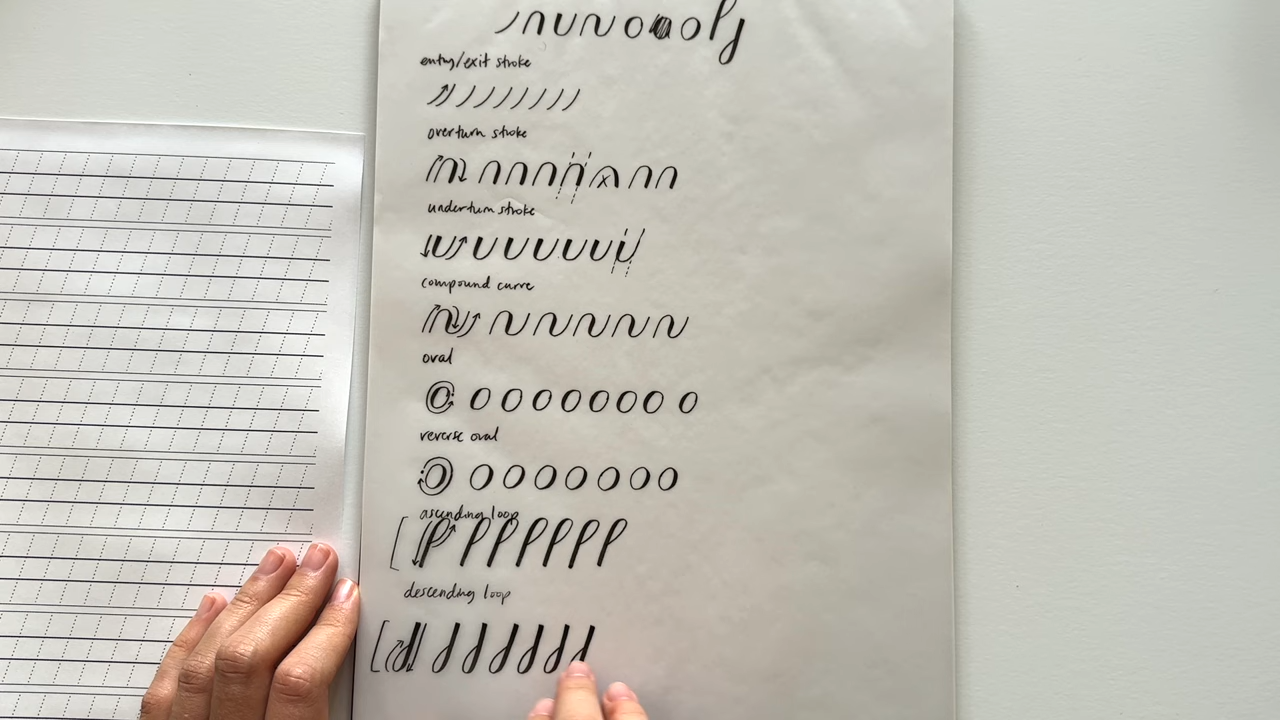 entry/exit stroke
overturn stroke
underturn stroke
compound curve
oval
reverse oval
ascending loop
descending loop